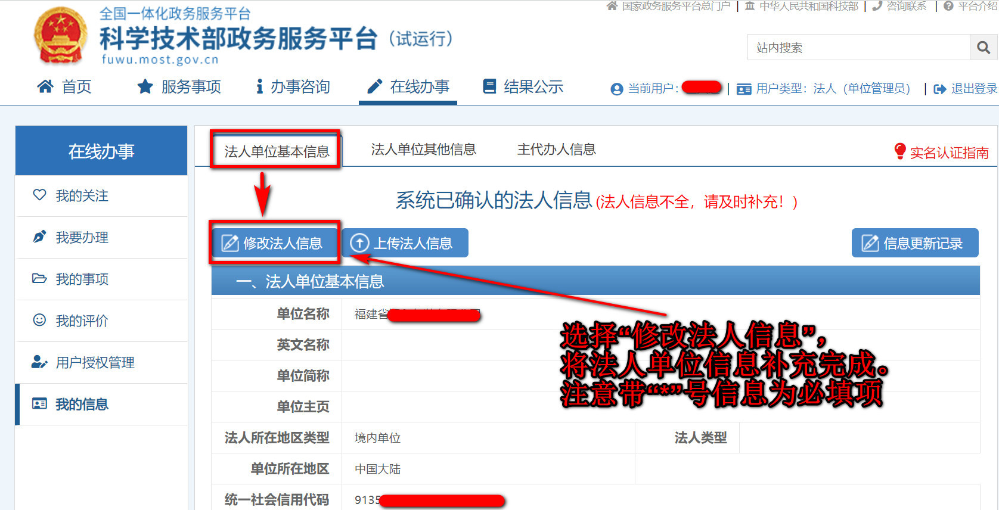 全国一体化政务服务平台
科学技术部政务服务平台（试运行）
fuwu.most.gov.cn
国家政务服务平台总门户 | 中华人民共和国科技部 | 咨询联系 | 平台介绍
站内搜索
首页 服务事项 办事咨询 在线办事 结果公示
当前用户： | 用户类型：法人（单位管理员） | 退出登录
在线办事
我的关注
我要办理
我的事项
我的评价
用户授权管理
我的信息
法人单位基本信息 法人单位其他信息 主代办人信息
实名认证指南
系统已确认的法人信息(法人信息不全，请及时补充！)
修改法人信息 上传法人信息 信息更新记录
一、法人单位基本信息
单位名称 福建省
英文名称
单位简称
单位主页
法人所在地区类型 境内单位 法人类型
单位所在地区 中国大陆
统一社会信用代码 9135
选择“修改法人信息”，
将法人单位信息补充完成。
注意带“*”号信息为必填项